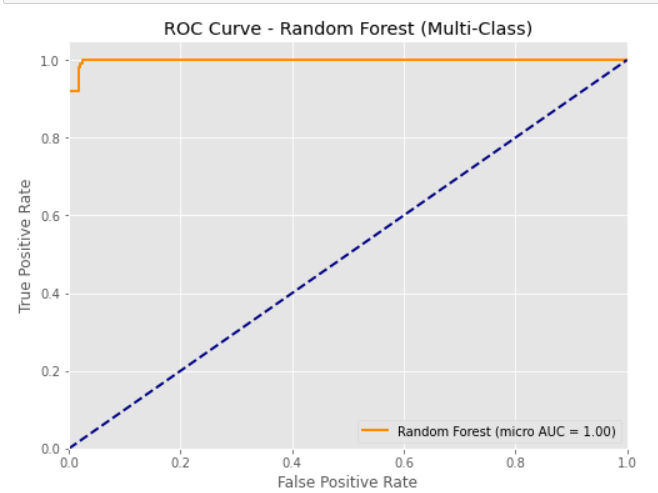 ROC Curve - Random Forest (Multi-Class)
True Positive Rate
1.0
0.8
0.6
0.4
0.2
0.0
Random Forest (micro AUC = 1.00)
0.0 0.2 0.4 0.6 0.8 1.0
False Positive Rate